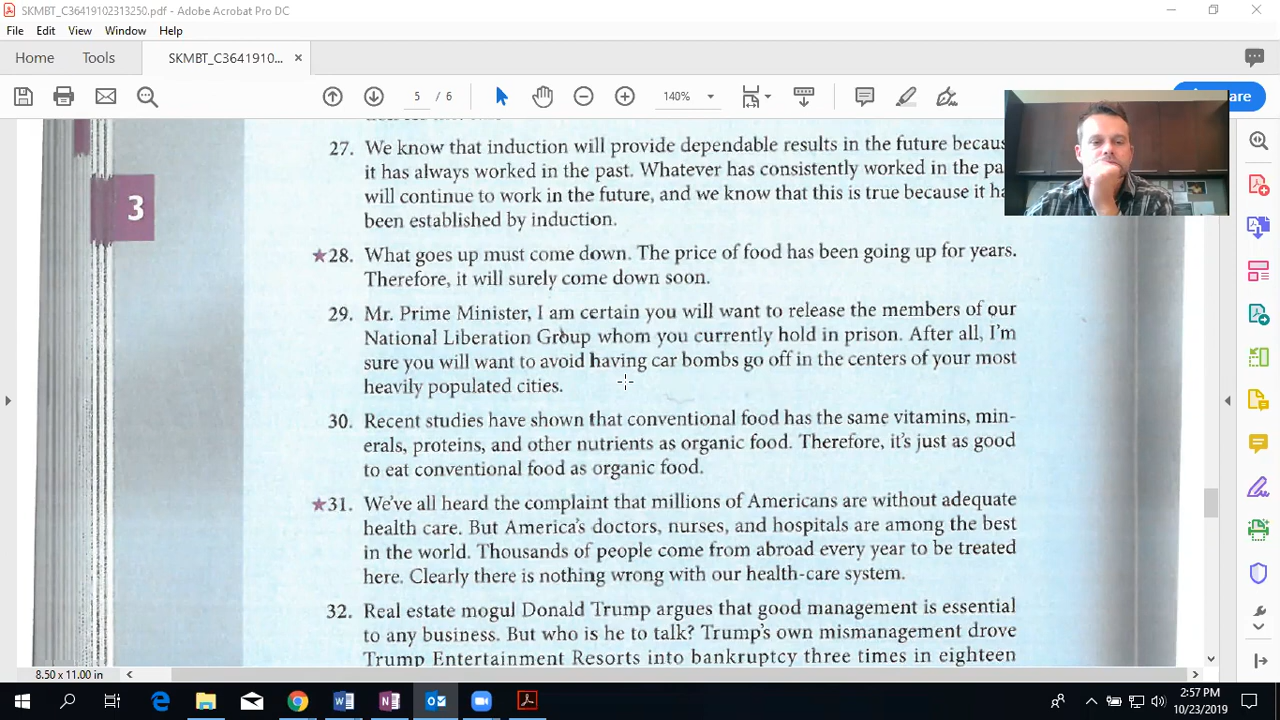 SKMBT_C36419102313250.pdf - Adobe Acrobat Pro DC
File Edit View Window Help
Home Tools SKMBT_C3641910... ×
5 / 6 140%
are
27. We know that induction will provide dependable results in the future becau
it has always worked in the past. Whatever has consistently worked in the pa
will continue to work in the future, and we know that this is true because it ha
been established by induction.
3
★28. What goes up must come down. The price of food has been going up for years.
Therefore, it will surely come down soon.
29. Mr. Prime Minister, I am certain you will want to release the members of our
National Liberation Group whom you currently hold in prison. After all, I'm
sure you will want to avoid having car bombs go off in the centers of your most
heavily populated cities.
30. Recent studies have shown that conventional food has the same vitamins, min-
erals, proteins, and other nutrients as organic food. Therefore, it's just as good
to eat conventional food as organic food.
★31. We've all heard the complaint that millions of Americans are without adequate
health care. But America's doctors, nurses, and hospitals are among the best
in the world. Thousands of people come from abroad every year to be treated
here. Clearly there is nothing wrong with our health-care system.
32. Real estate mogul Donald Trump argues that good management is essential
to any business. But who is he to talk? Trump's own mismanagement drove
Trump Entertainment Resorts into bankruptcy three times in eighteen
8.50 x 11.00 in
2:57 PM
10/23/2019